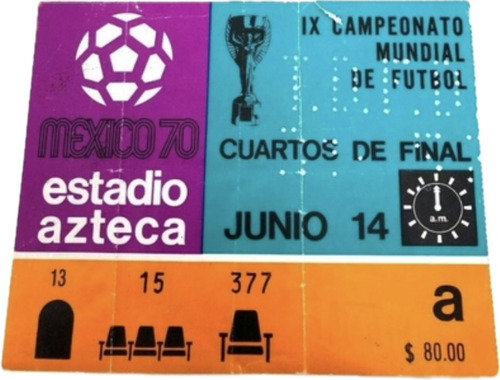 IX CAMPEONATO
MUNDIAL
DE FUTBOL
MEXICO 70
CUARTOS DE FINAL
estadio
azteca
JUNIO 14
a.m.
13
15
377
a
$ 80.00